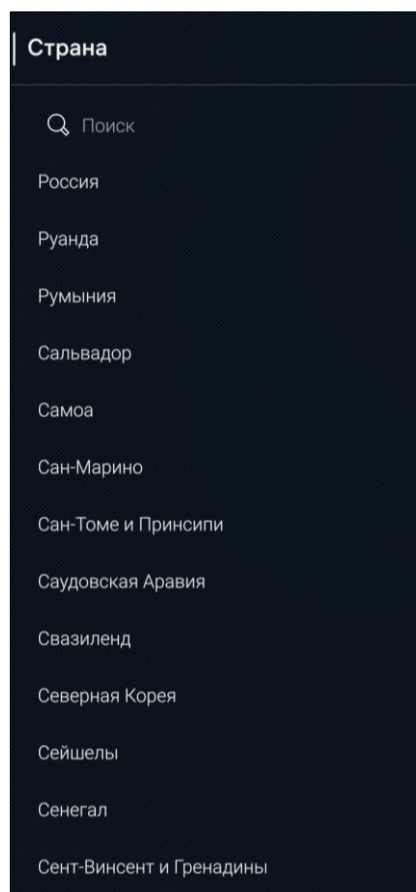 Страна
Поиск
Россия
Руанда
Румыния
Сальвадор
Самоа
Сан-Марино
Сан-Томе и Принсипи
Саудовская Аравия
Свазиленд
Северная Корея
Сейшелы
Сенегал
Сент-Винсент и Гренадины